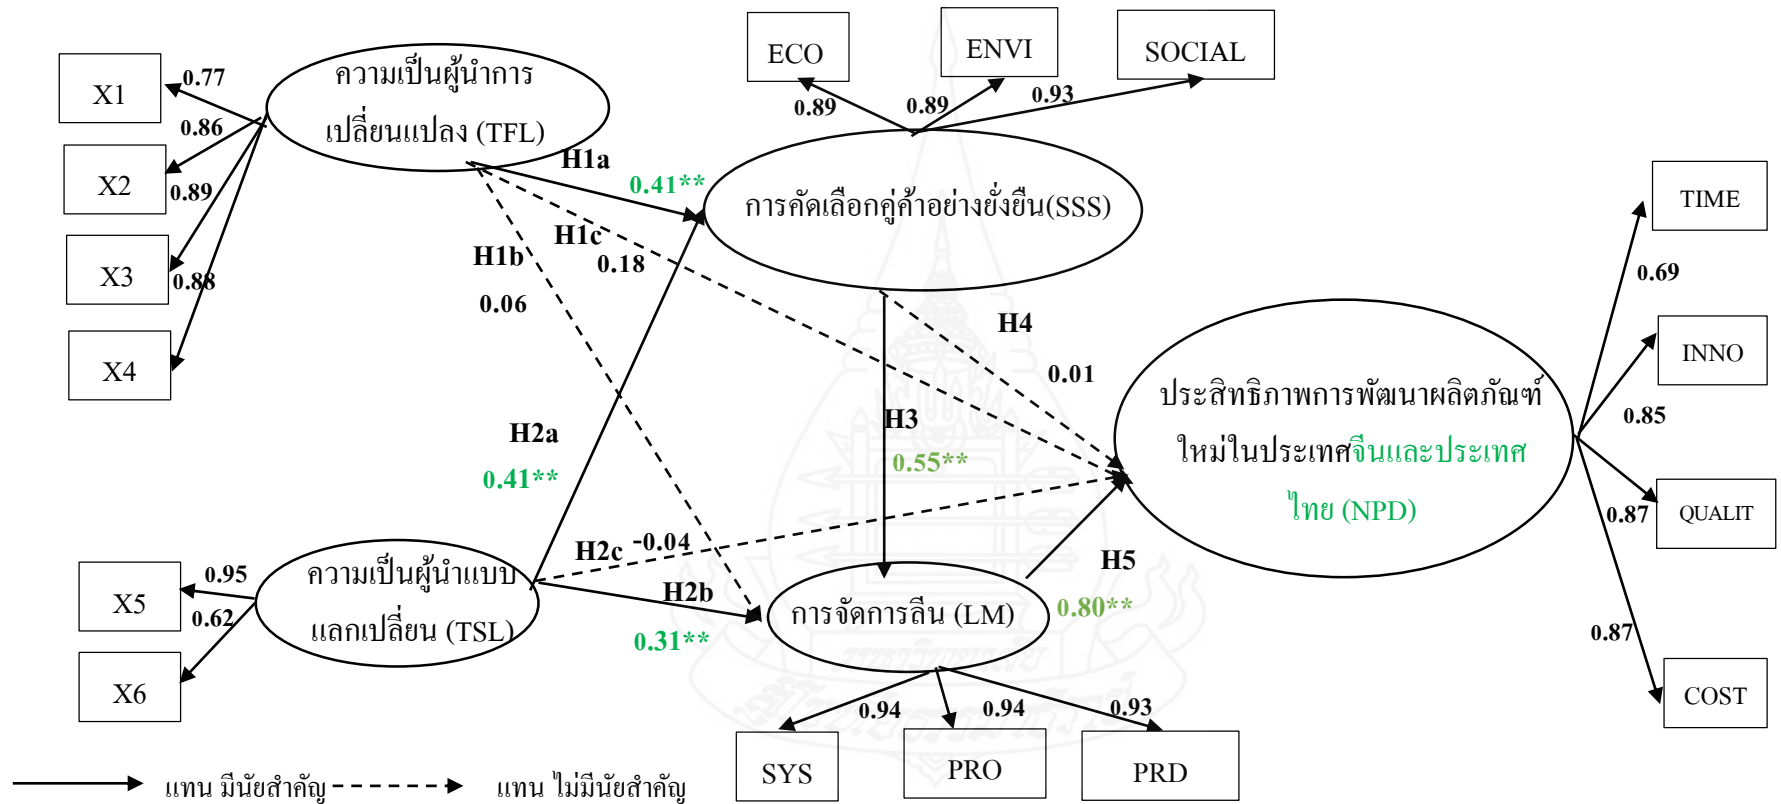 ECO
ENVI
SOCIAL
0.89
0.89
0.93
ความเป็นผู้นำการ
เปลี่ยนแปลง (TFL)
X1
0.77
X2
0.86
X3
0.89
X4
0.88
H1a
0.41**
การคัดเลือกคู่ค้าอย่างยั่งยืน(SSS)
H1b
0.06
H1c
0.18
H4
0.01
H2a
0.41**
H3
0.55**
TIME
0.69
INNO
0.85
QUALIT
0.87
COST
0.87
ประสิทธิภาพการพัฒนาผลิตภัณฑ์
ใหม่ในประเทศจีนและประเทศ
ไทย (NPD)
ความเป็นผู้นำแบบ
แลกเปลี่ยน (TSL)
X5
0.95
X6
0.62
H2c
-0.04
H2b
0.31**
การจัดการลีน (LM)
H5
0.80**
0.94
0.94
0.93
SYS
PRO
PRD
แทน มีนัยสำคัญ
แทน ไม่มีนัยสำคัญ